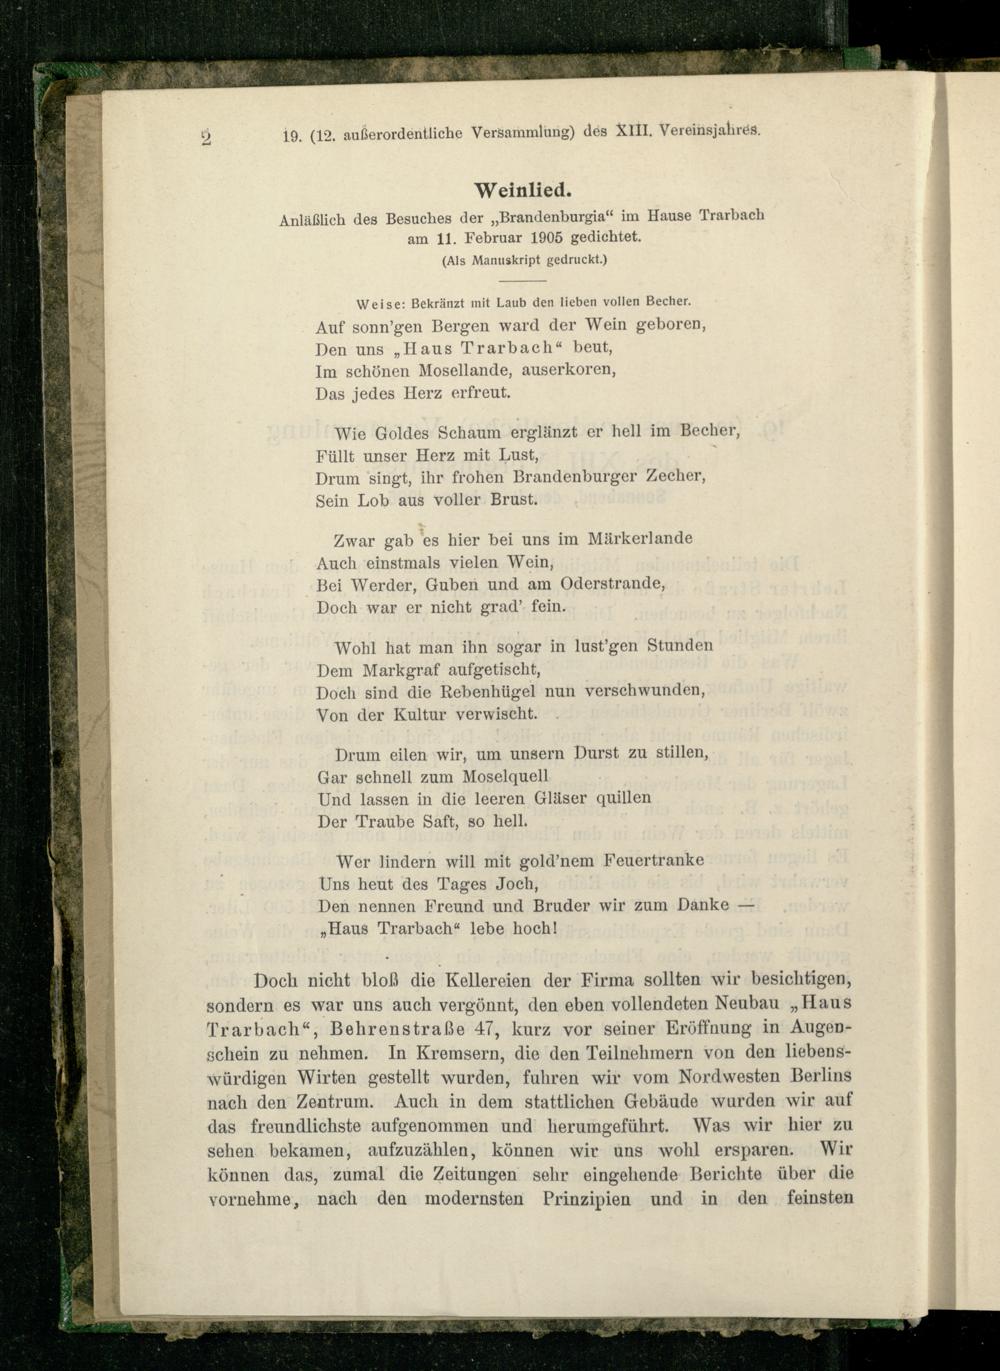 2
19. (12. außerordentliche Versammlung) des XIII. Vereinsjahres.
Weinlied.
Anläßlich des Besuches der „Brandenburgia“ im Hause Trarbach
am 11. Februar 1905 gedichtet.
(Als Manuskript gedruckt.)
Weise: Bekränzt mit Laub den lieben vollen Becher.
Auf sonn'gen Bergen ward der Wein geboren,
Den uns „Haus Trarbach“ beut,
Im schönen Mosellande, auserkoren,
Das jedes Herz erfreut.
Wie Goldes Schaum erglänzt er hell im Becher,
Füllt unser Herz mit Lust,
Drum singt, ihr frohen Brandenburger Zecher,
Sein Lob aus voller Brust.
Zwar gab es hier bei uns im Märkerlande
Auch einstmals vielen Wein,
Bei Werder, Guben und am Oderstrande,
Doch war er nicht grad' fein.
Wohl hat man ihn sogar in lust'gen Stunden
Dem Markgraf aufgetischt,
Doch sind die Rebenhügel nun verschwunden,
Von der Kultur verwischt.
Drum eilen wir, um unsern Durst zu stillen,
Gar schnell zum Moselquell
Und lassen in die leeren Gläser quillen
Der Traube Saft, so hell.
Wer lindern will mit gold'nem Feuertranke
Uns heut des Tages Joch,
Den nennen Freund und Bruder wir zum Danke —
„Haus Trarbach“ lebe hoch!
Doch nicht bloß die Kellereien der Firma sollten wir besichtigen,
sondern es war uns auch vergönnt, den eben vollendeten Neubau „Haus
Trarbach“, Behrenstraße 47, kurz vor seiner Eröffnung in Augen-
schein zu nehmen. In Kremsern, die den Teilnehmern von den liebens-
würdigen Wirten gestellt wurden, fuhren wir vom Nordwesten Berlins
nach den Zentrum. Auch in dem stattlichen Gebäude wurden wir auf
das freundlichste aufgenommen und herumgeführt. Was wir hier zu
sehen bekamen, aufzuzählen, können wir uns wohl ersparen. Wir
können das, zumal die Zeitungen sehr eingehende Berichte über die
vornehme, nach den modernsten Prinzipien und in den feinsten